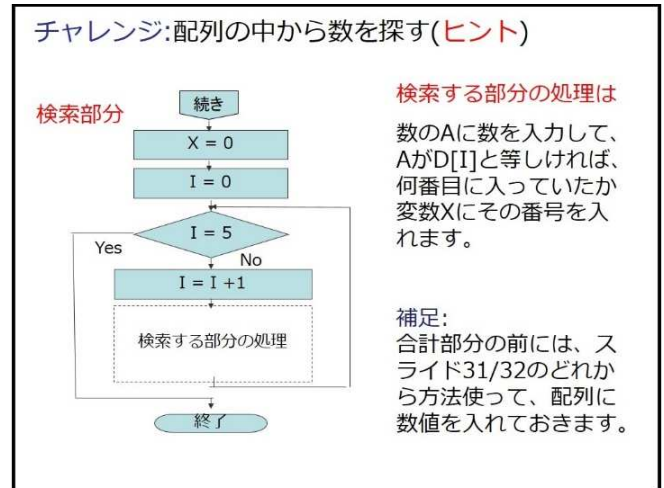 チャレンジ:配列の中から数を探す(ヒント)
検索部分
続き
X = 0
I = 0
I = 5
Yes
No
I = I +1
検索する部分の処理
終了
検索する部分の処理は
数のAに数を入力して、
AがD[I]と等しければ、
何番目に入っていたか
変数Xにその番号を入
れます。
補足:
合計部分の前には、ス
ライド31/32のどれか
ら方法使って、配列に
数値を入れておきます。